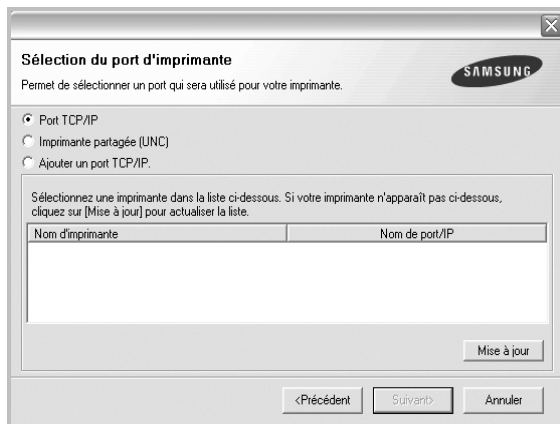 Sélection du port d'imprimante
Permet de sélectionner un port qui sera utilisé pour votre imprimante.
SAMSUNG
Port TCP/IP
Imprimante partagée (UNC)
Ajouter un port TCP/IP.
Sélectionnez une imprimante dans la liste ci-dessous. Si votre imprimante n'apparaît pas ci-dessous,
cliquez sur [Mise à jour] pour actualiser la liste.
Nom d'imprimante Nom de port/IP
Mise à jour
<Précédent Suivant> Annuler